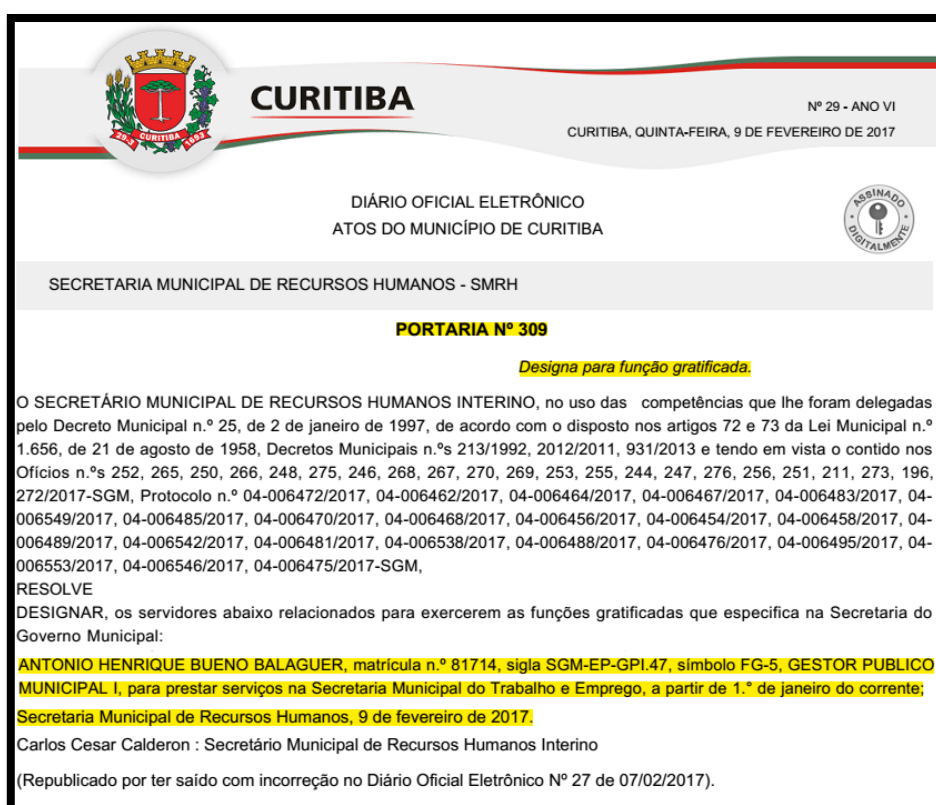 29-3 CURITIBA 1693
CURITIBA
Nº 29 - ANO VI
CURITIBA, QUINTA-FEIRA, 9 DE FEVEREIRO DE 2017
DIÁRIO OFICIAL ELETRÔNICO
ATOS DO MUNICÍPIO DE CURITIBA
ASSINADO DIGITALMENTE
SECRETARIA MUNICIPAL DE RECURSOS HUMANOS - SMRH
PORTARIA Nº 309
Designa para função gratificada.
O SECRETÁRIO MUNICIPAL DE RECURSOS HUMANOS INTERINO, no uso das competências que lhe foram delegadas
pelo Decreto Municipal n.º 25, de 2 de janeiro de 1997, de acordo com o disposto nos artigos 72 e 73 da Lei Municipal n.º
1.656, de 21 de agosto de 1958, Decretos Municipais n.ºs 213/1992, 2012/2011, 931/2013 e tendo em vista o contido nos
Ofícios n.ºs 252, 265, 250, 266, 248, 275, 246, 268, 267, 270, 269, 253, 255, 244, 247, 276, 256, 251, 211, 273, 196,
272/2017-SGM, Protocolo n.º 04-006472/2017, 04-006462/2017, 04-006464/2017, 04-006467/2017, 04-006483/2017, 04-
006549/2017, 04-006485/2017, 04-006470/2017, 04-006468/2017, 04-006456/2017, 04-006454/2017, 04-006458/2017, 04-
006489/2017, 04-006542/2017, 04-006481/2017, 04-006538/2017, 04-006488/2017, 04-006476/2017, 04-006495/2017, 04-
006553/2017, 04-006546/2017, 04-006475/2017-SGM,
RESOLVE
DESIGNAR, os servidores abaixo relacionados para exercerem as funções gratificadas que especifica na Secretaria do
Governo Municipal:
ANTONIO HENRIQUE BUENO BALAGUER, matrícula n.º 81714, sigla SGM-EP-GPI.47, símbolo FG-5, GESTOR PUBLICO
MUNICIPAL I, para prestar serviços na Secretaria Municipal do Trabalho e Emprego, a partir de 1.° de janeiro do corrente;
Secretaria Municipal de Recursos Humanos, 9 de fevereiro de 2017.
Carlos Cesar Calderon : Secretário Municipal de Recursos Humanos Interino
(Republicado por ter saído com incorreção no Diário Oficial Eletrônico Nº 27 de 07/02/2017).